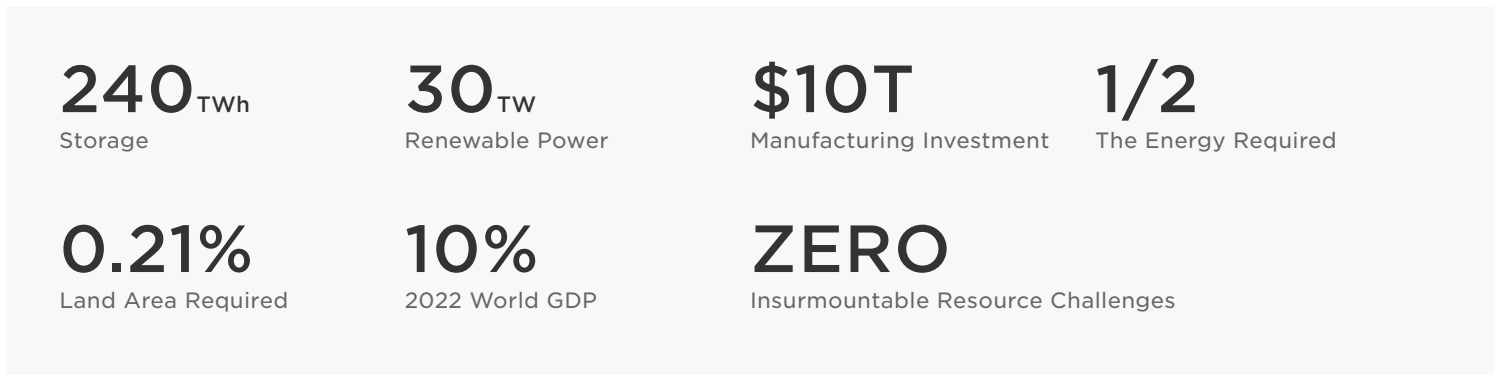 240TWh
Storage
30TW
Renewable Power
$10T
Manufacturing Investment
1/2
The Energy Required
0.21%
Land Area Required
10%
2022 World GDP
ZERO
Insurmountable Resource Challenges